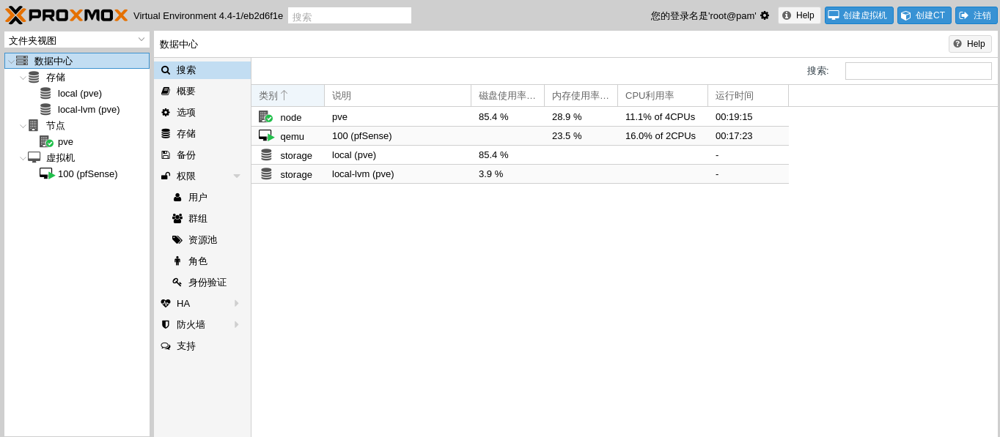 PROXMOX Virtual Environment 4.4-1/eb2d6f1e 搜索 您的登录名是'root@pam' Help 创建虚拟机 创建CT 注销
文件夹视图
数据中心
存储
local (pve)
local-lvm (pve)
节点
pve
虚拟机
100 (pfSense)
数据中心 Help
搜索
概要
选项
存储
备份
权限
用户
群组
资源池
角色
身份验证
HA
防火墙
支持
搜索:
类别 说明 磁盘使用率... 内存使用率... CPU利用率 运行时间
node pve 85.4 % 28.9 % 11.1% of 4CPUs 00:19:15
qemu 100 (pfSense) 23.5 % 16.0% of 2CPUs 00:17:23
storage local (pve) 85.4 % -
storage local-lvm (pve) 3.9 % -